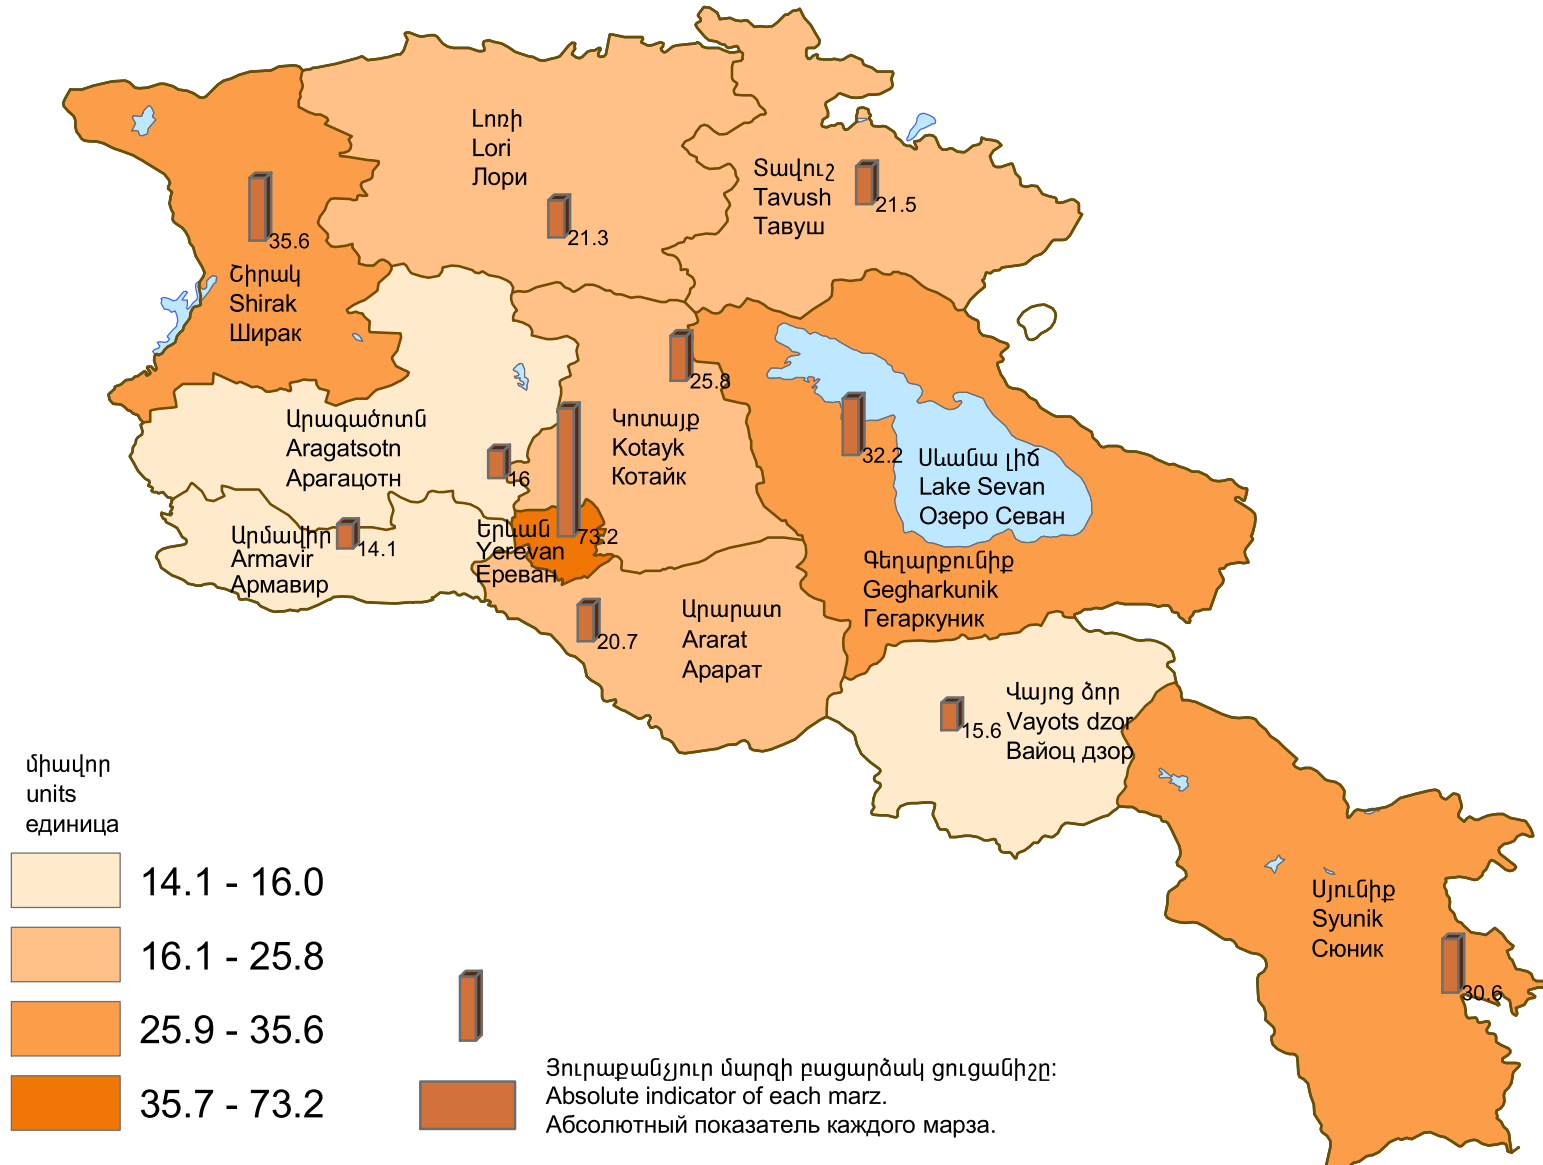 Լոռի
Lori
Лори
21.3
Տավուշ
Tavush
Тавуш
21.5
35.6
Շիրակ
Shirak
Ширак
25.8
Արագածոտն
Aragatsotn
Арагацотн
16
Կոտայք
Kotayk
Котайк
32.2
Սևանա լիճ
Lake Sevan
Озеро Севан
Արմավիր
Armavir
Армавир
14.1
Երևան
Yerevan
Ереван
73.2
Գեղարքունիք
Gegharkunik
Гегаркуник
20.7
Արարատ
Ararat
Арарат
15.6
Վայոց ձոր
Vayots dzor
Вайоц дзор
Սյունիք
Syunik
Сюник
30.6
միավոր
units
единица
14.1 - 16.0
16.1 - 25.8
25.9 - 35.6
35.7 - 73.2
Յուրաքանչյուր մարզի բացարձակ ցուցանիշը:
Absolute indicator of each marz.
Абсолютный показатель каждого марза.